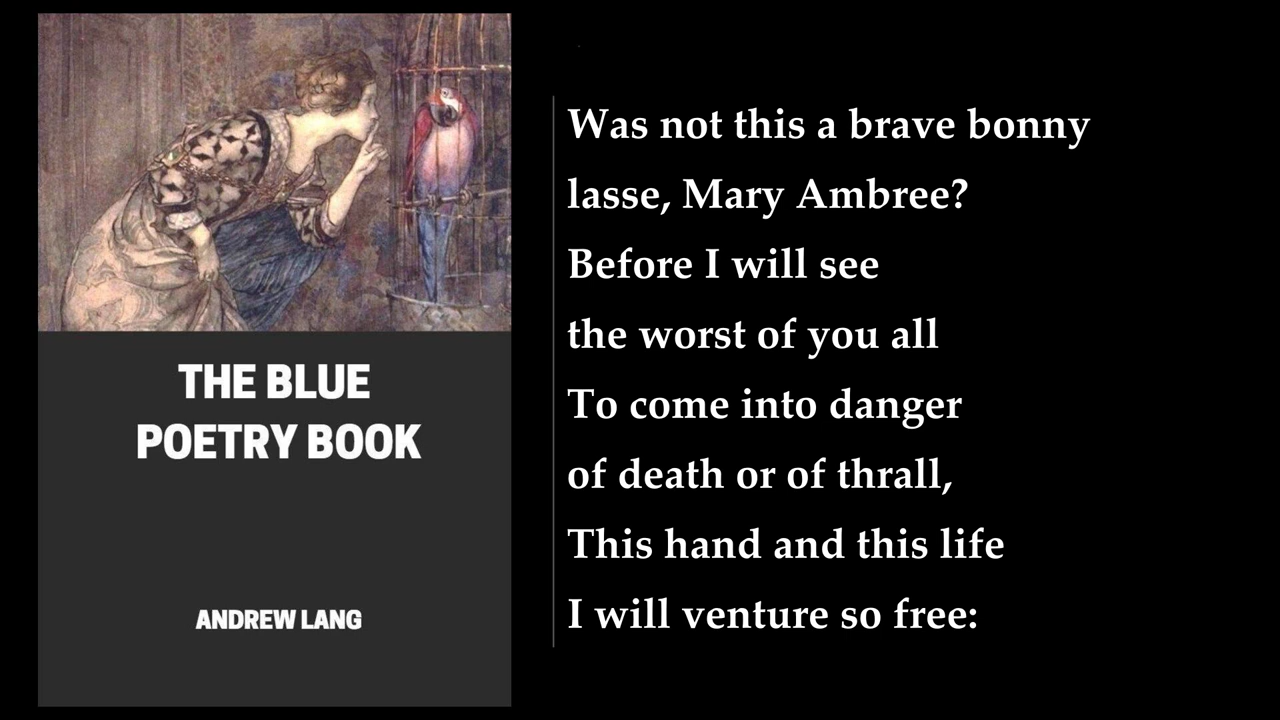 THE BLUE
POETRY BOOK
ANDREW LANG
Was not this a brave bonny
lasse, Mary Ambree?
Before I will see
the worst of you all
To come into danger
of death or of thrall,
This hand and this life
I will venture so free: